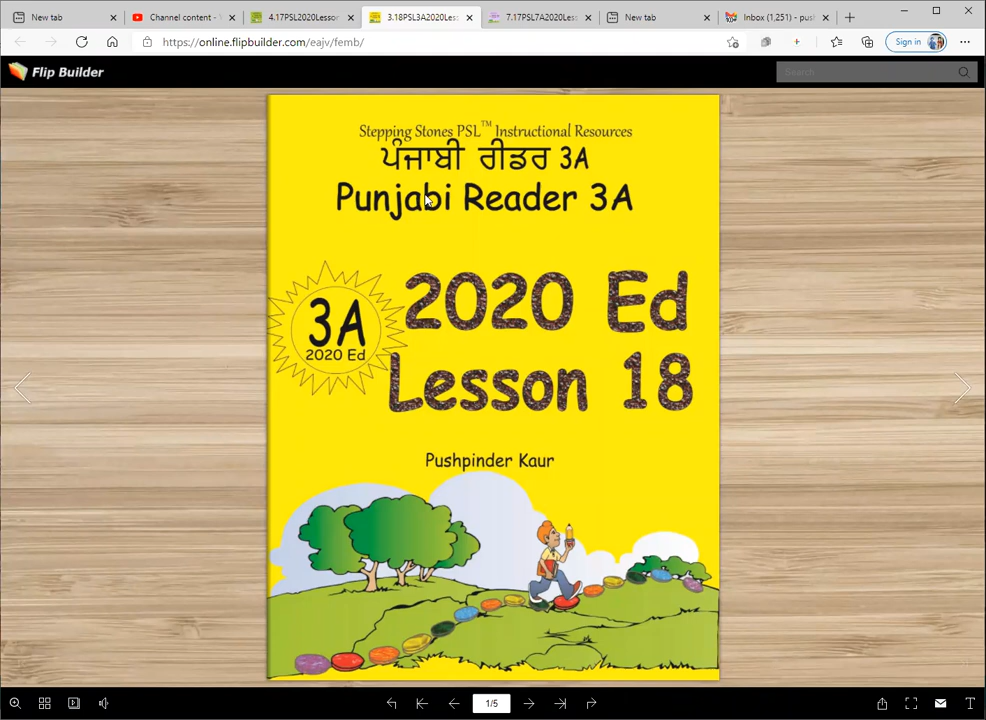 New tab
Channel content -
4.17PSL2020Lesson
3.18PSL3A2020Less
7.17PSL7A2020Less
New tab
Inbox (1,251) - pus
https://online.flipbuilder.com/eajv/femb/
Sign in
Flip Builder
Search
Stepping Stones PSL™ Instructional Resources
ਪੰਜਾਬੀ ਰੀਡਰ 3A
Punjabi Reader 3A
2020 Ed
3A
2020 Ed
Lesson 18
Pushpinder Kaur
1/5